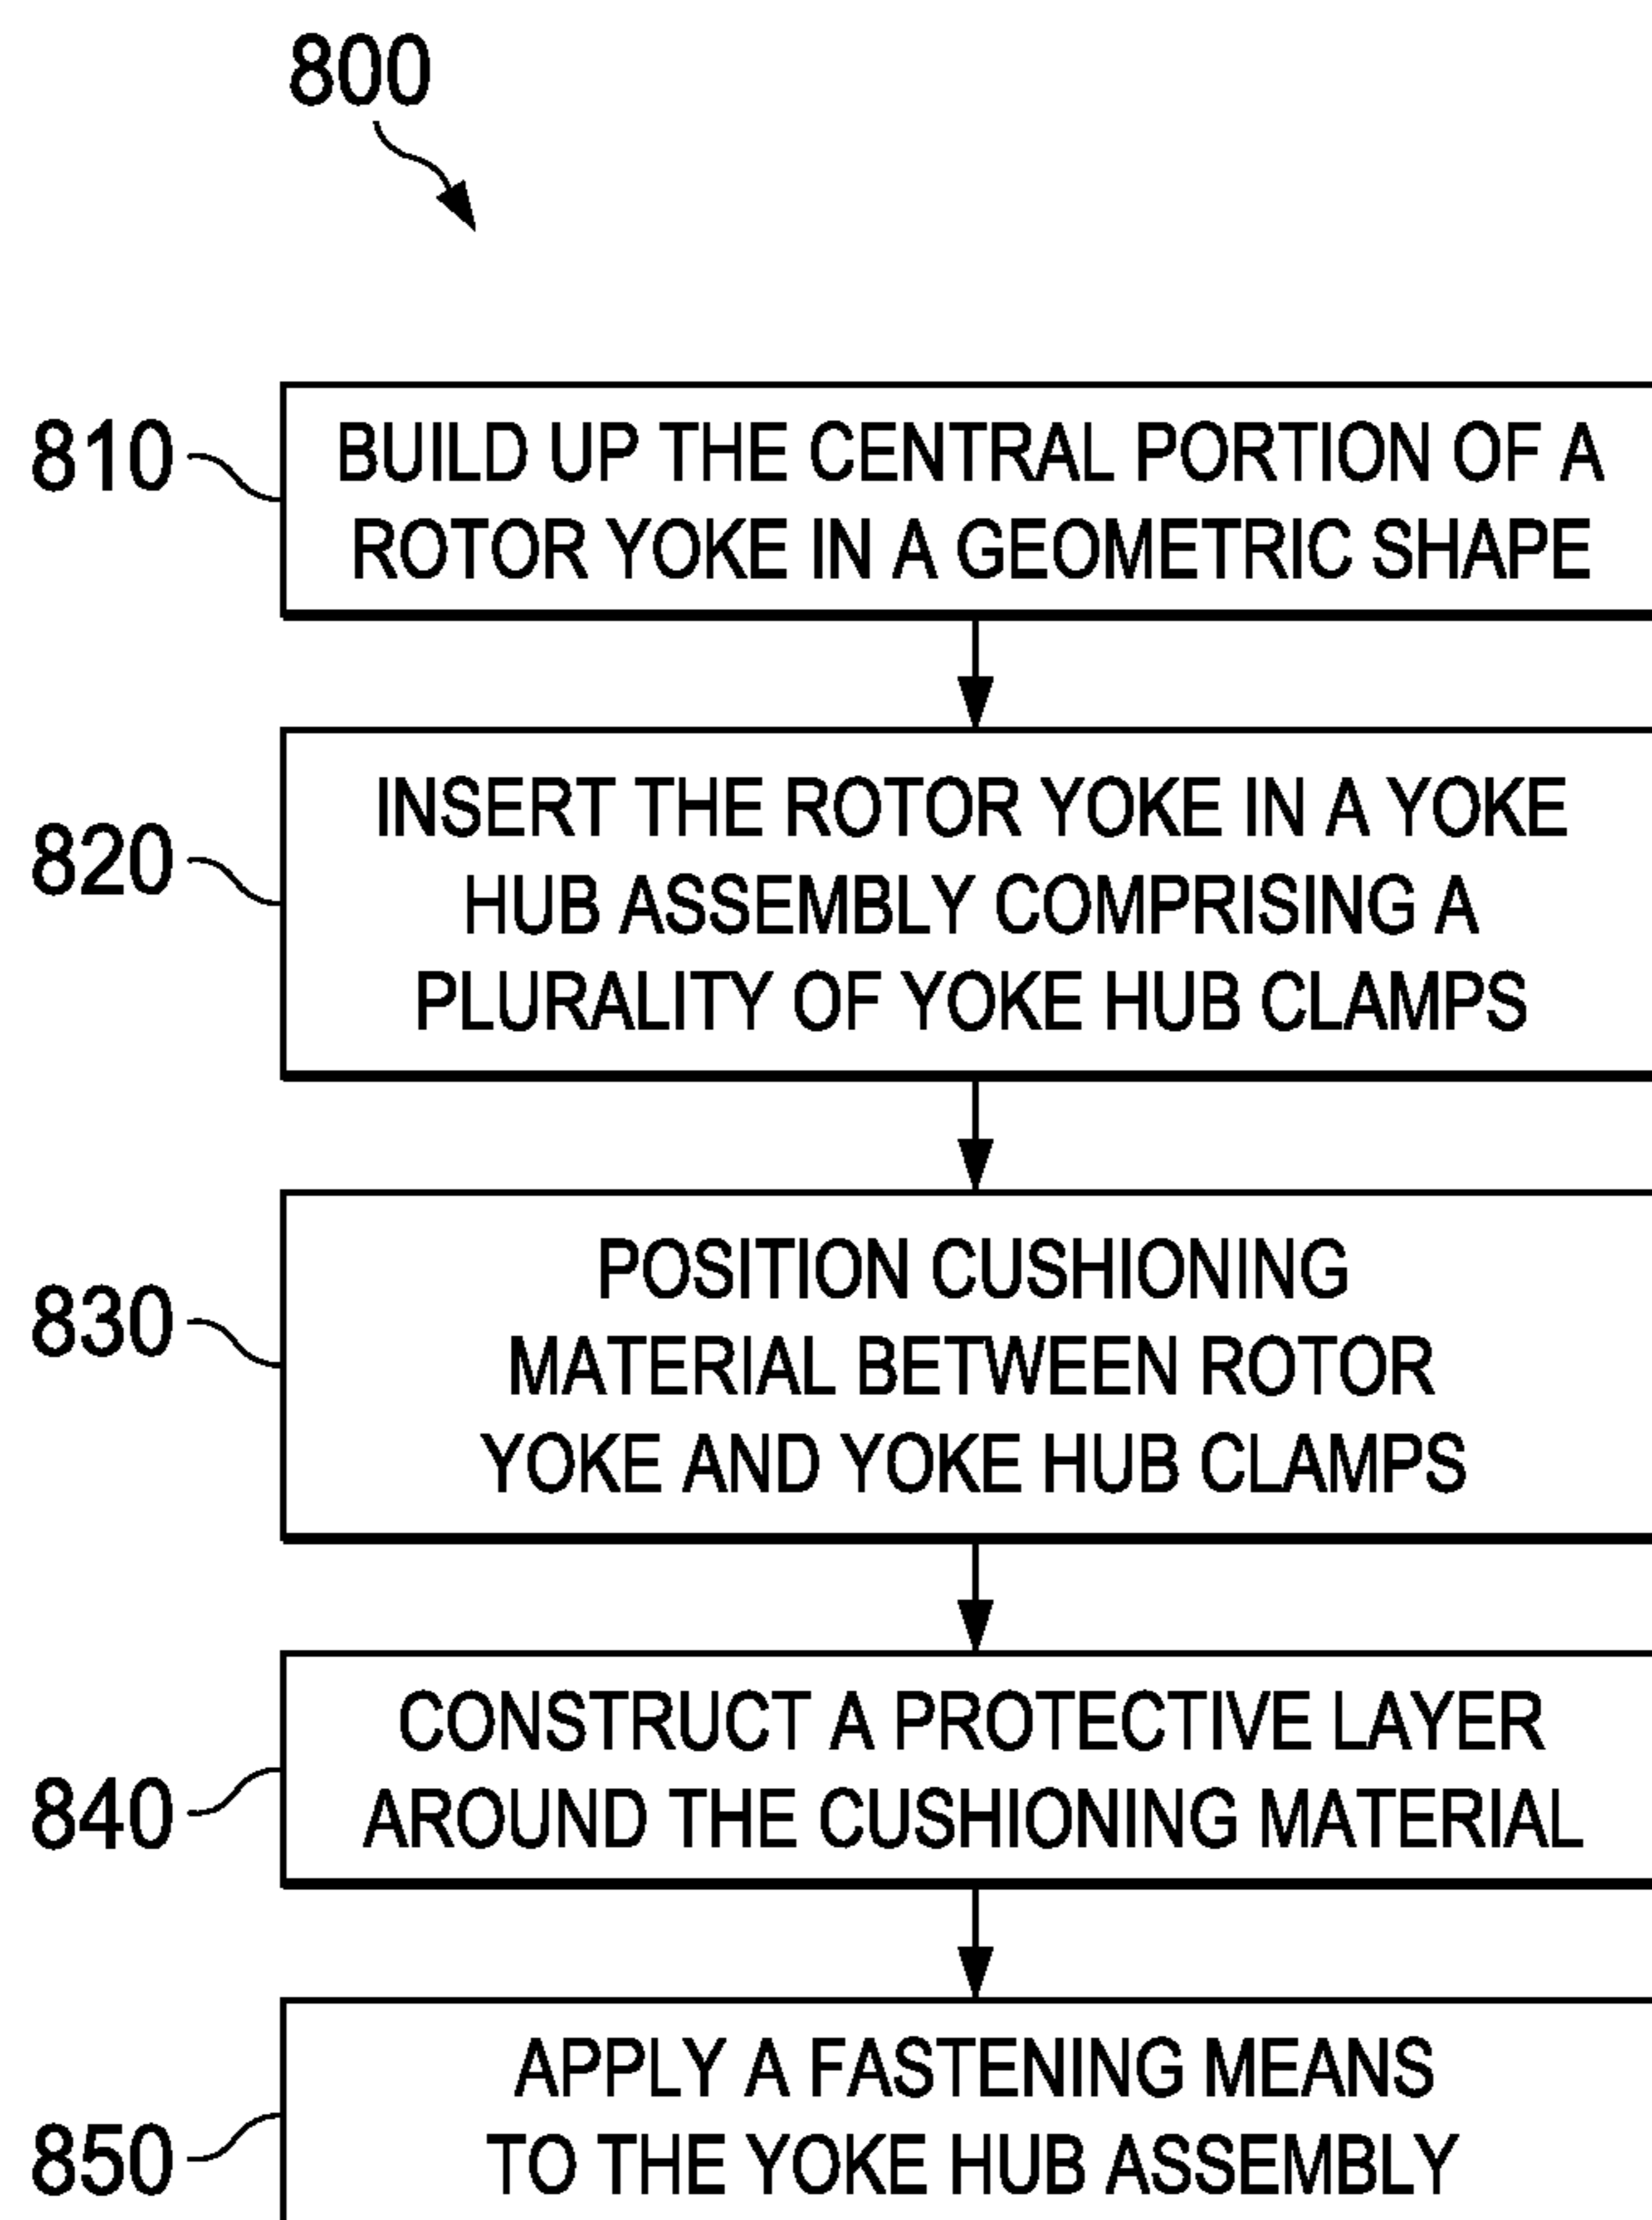 800
810
BUILD UP THE CENTRAL PORTION OF A
ROTOR YOKE IN A GEOMETRIC SHAPE
820
INSERT THE ROTOR YOKE IN A YOKE
HUB ASSEMBLY COMPRISING A
PLURALITY OF YOKE HUB CLAMPS
830
POSITION CUSHIONING
MATERIAL BETWEEN ROTOR
YOKE AND YOKE HUB CLAMPS
840
CONSTRUCT A PROTECTIVE LAYER
AROUND THE CUSHIONING MATERIAL
850
APPLY A FASTENING MEANS
TO THE YOKE HUB ASSEMBLY